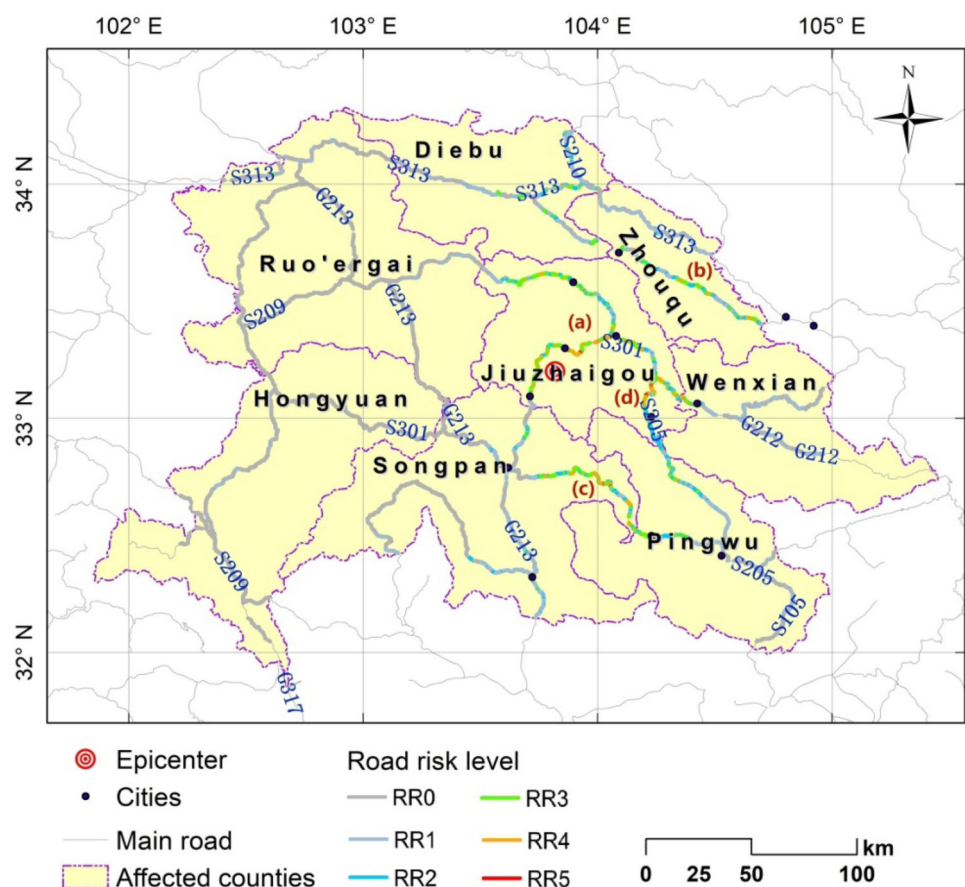 102° E
103° E
104° E
105° E
N
34° N
33° N
32° N
Diebu
S210
S313
S313
S313
S313
G213
Zhouqu
(b)
Ruo'ergai
S209
G213
(a)
S301
Jiuzhaigou
Wenxian
(d)
S205
Hongyuan
G213
S301
G212
G212
Songpan
(c)
G213
Pingwu
S205
S209
S105
G317
Epicenter
Cities
Main road
Affected counties
Road risk level
RR0
RR1
RR2
RR3
RR4
RR5
km
0 25 50 100